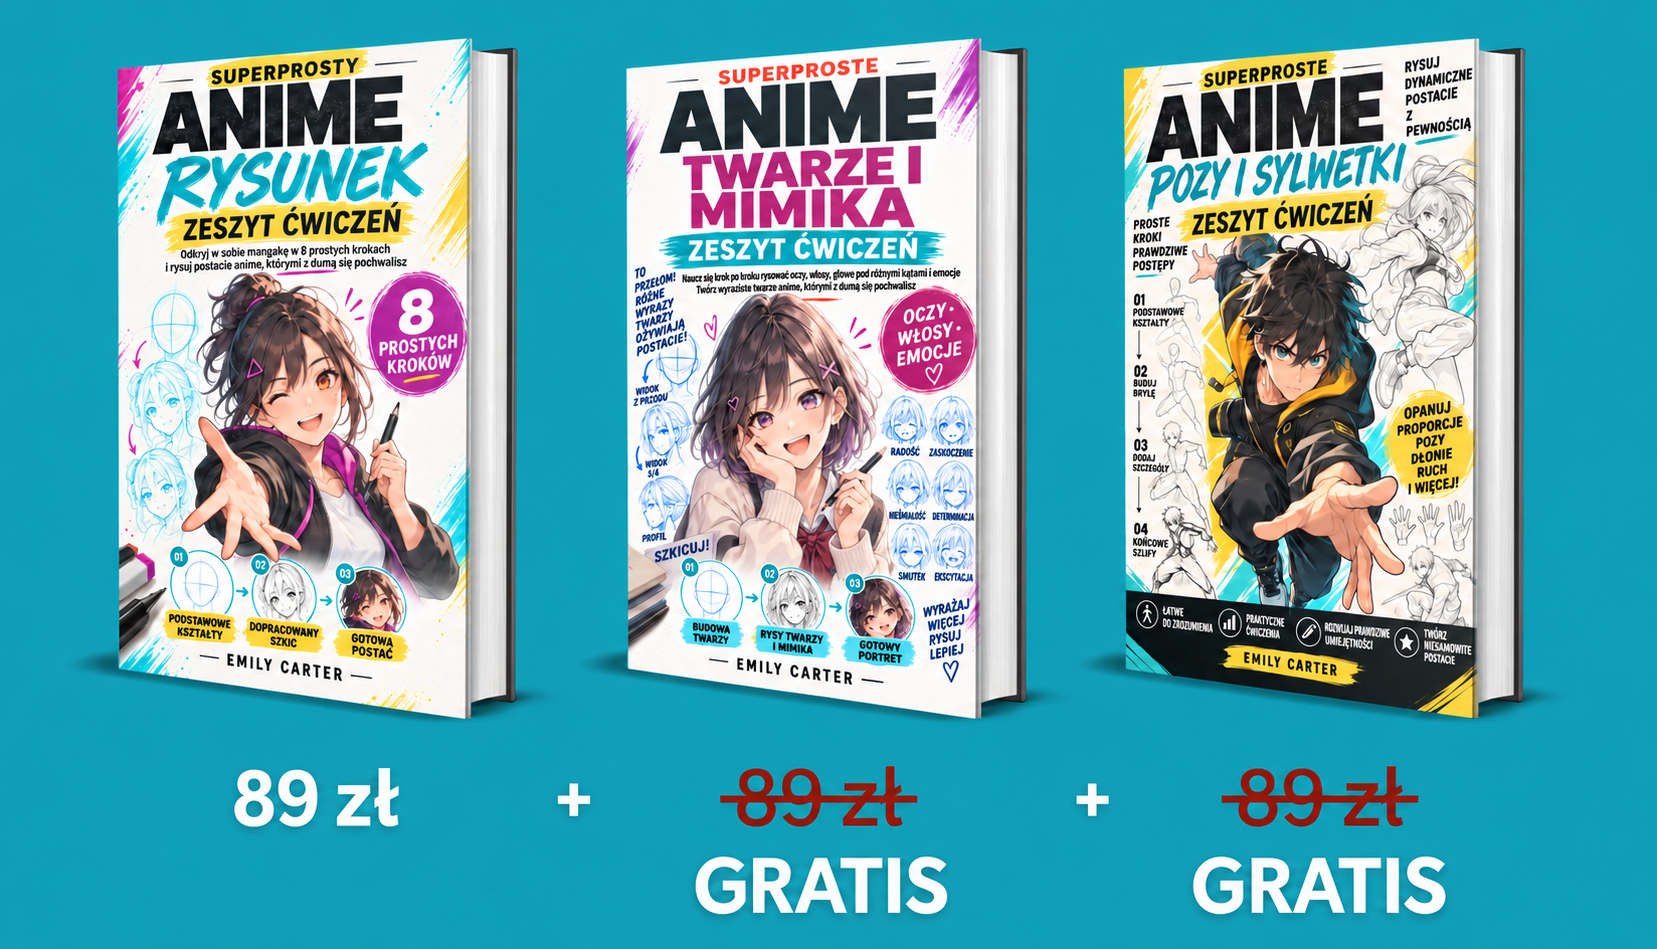 SUPERPROSTY
ANIME
RYSUNEK
ZESZYT ĆWICZEŃ
Odkryj w sobie mangakę w 8 prostych krokach
i rysuj postacie anime, którymi z dumą się pochwalisz
8
PROSTYCH
KROKÓW
01
02
03
PODSTAWOWE
KSZTAŁTY
DOPRACOWANY
SZKIC
GOTOWA
POSTAĆ
EMILY CARTER
SUPERPROSTE
ANIME
TWARZE I
MIMIKA
ZESZYT ĆWICZEŃ
Naucz się krok po kroku rysować oczy, włosy, głowę pod różnymi kątami i emocje
Twórz wyraziste twarze anime, którymi z dumą się pochwalisz
TO
PRZEŁOM!
RÓŻNE
WYRAZY
TWARZY
OŻYWIAJĄ
POSTACIE!
OCZY·
WŁOSY·
EMOCJE
WIDOK
Z PRZODU
WIDOK
3/4
PROFIL
RADOŚĆ
ZASKOCZENIE
NIEŚMIAŁOŚĆ
DETERMINACJA
SMUTEK
EKSCYTACJA
SZKICUJ!
01
02
03
BUDOWA
TWARZY
RYSY TWARZY
I MIMIKA
GOTOWY
PORTRET
WYRAŻAJ
WIĘCEJ
RYSUJ
LEPIEJ
EMILY CARTER
SUPERPROSTE
ANIME
POZY I SYLWETKI
ZESZYT ĆWICZEŃ
RYSUJ
DYNAMICZNE
POSTACIE
Z
PEWNOŚCIĄ
PROSTE
KROKI
PRAWDZIWE
POSTĘPY
01
PODSTAWOWE
KSZTAŁTY
02
BUDUJ
BRYŁĘ
03
DODAJ
SZCZEGÓŁY
04
KOŃCOWE
SZLIFY
OPANUJ
PROPORCJE
POZY
DŁONIE
RUCH
I WIĘCEJ!
ŁATWE
DO ZROZUMIENIA
PRAKTYCZNE
ĆWICZENIA
ROZWIJAJ PRAWDZIWE
UMIEJĘTNOŚCI
TWÓRZ
NIESAMOWITE
POSTACIE
EMILY CARTER
89 zł
+
89 zł
+
89 zł
GRATIS
GRATIS